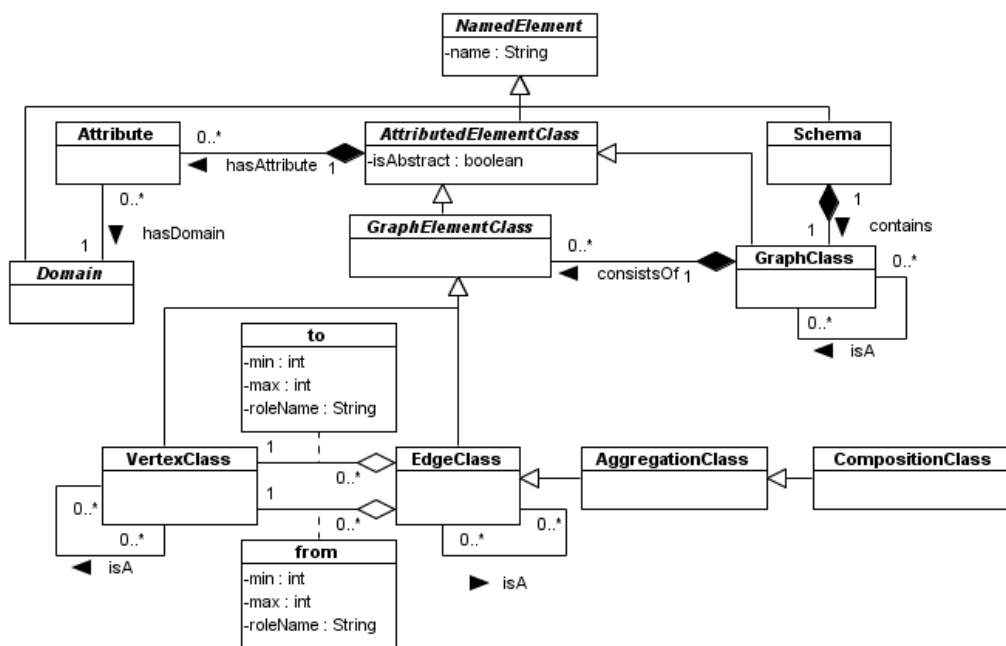 NamedElement
-name : String
Attribute
0..*
hasAttribute
1
AttributedElementClass
-isAbstract : boolean
Schema
1
contains
1
0..*
hasDomain
1
Domain
GraphElementClass
0..*
consistsOf
1
GraphClass
0..*
0..*
isA
to
-min : int
-max : int
-roleName : String
VertexClass
1
0..*
1
0..*
0..*
0..*
isA
EdgeClass
0..*
0..*
isA
AggregationClass
CompositionClass
from
-min : int
-max : int
-roleName : String